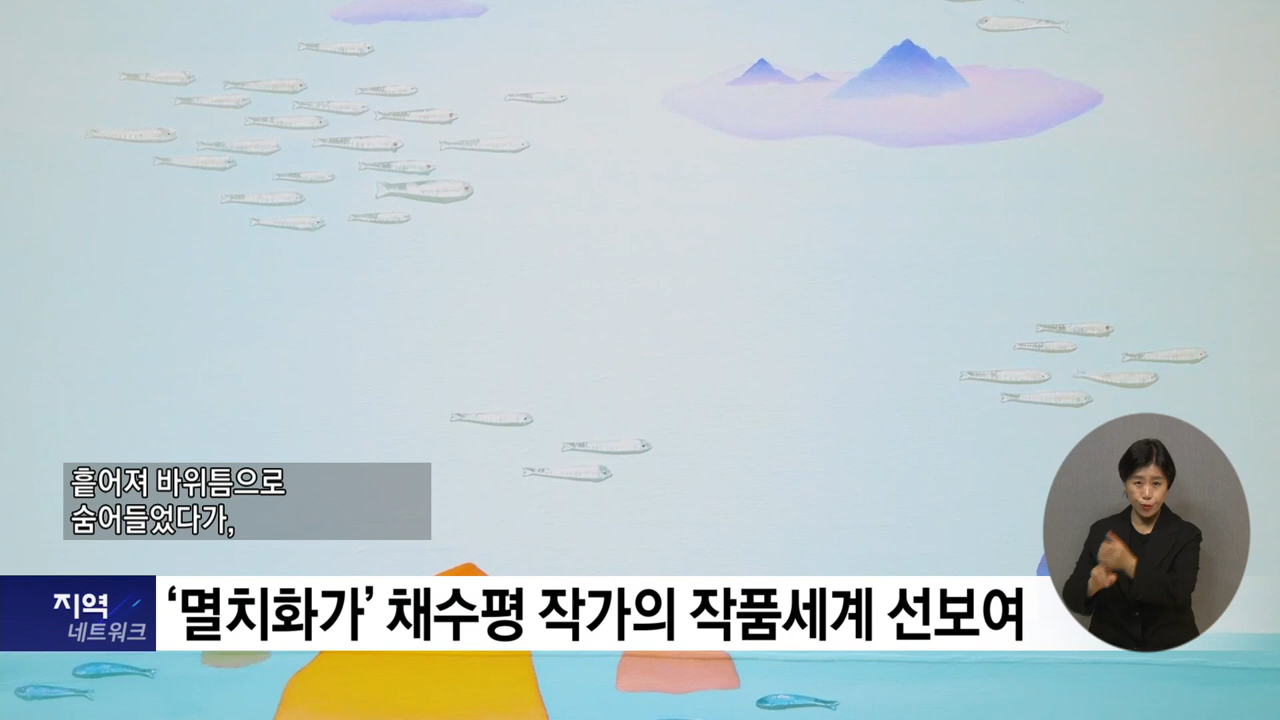 흩어져 바위틈으로
숨어들었다가,
지역
네트워크
‘멸치화가’ 채수평 작가의 작품세계 선보여